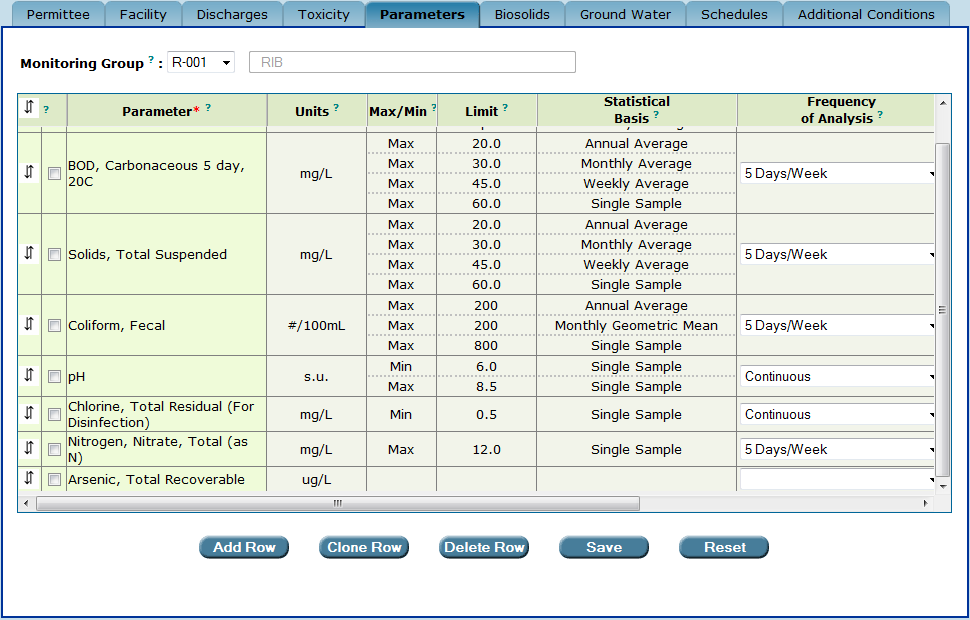 Permittee Facility Discharges Toxicity Parameters Biosolids Ground Water Schedules Additional Conditions
Monitoring Group ? : R-001 RIB
? Parameter* ? Units ? Max/Min ? Limit ? Statistical Basis ? Frequency of Analysis ?
BOD, Carbonaceous 5 day, 20C mg/L 5 Days/Week
Max 20.0 Annual Average
Max 30.0 Monthly Average
Max 45.0 Weekly Average
Max 60.0 Single Sample
Solids, Total Suspended mg/L 5 Days/Week
Max 20.0 Annual Average
Max 30.0 Monthly Average
Max 45.0 Weekly Average
Max 60.0 Single Sample
Coliform, Fecal #/100mL 5 Days/Week
Max 200 Annual Average
Max 200 Monthly Geometric Mean
Max 800 Single Sample
pH s.u. Continuous
Min 6.0 Single Sample
Max 8.5 Single Sample
Chlorine, Total Residual (For Disinfection) mg/L Min 0.5 Single Sample Continuous
Nitrogen, Nitrate, Total (as N) mg/L Max 12.0 Single Sample 5 Days/Week
Arsenic, Total Recoverable ug/L
Add Row Clone Row Delete Row Save Reset